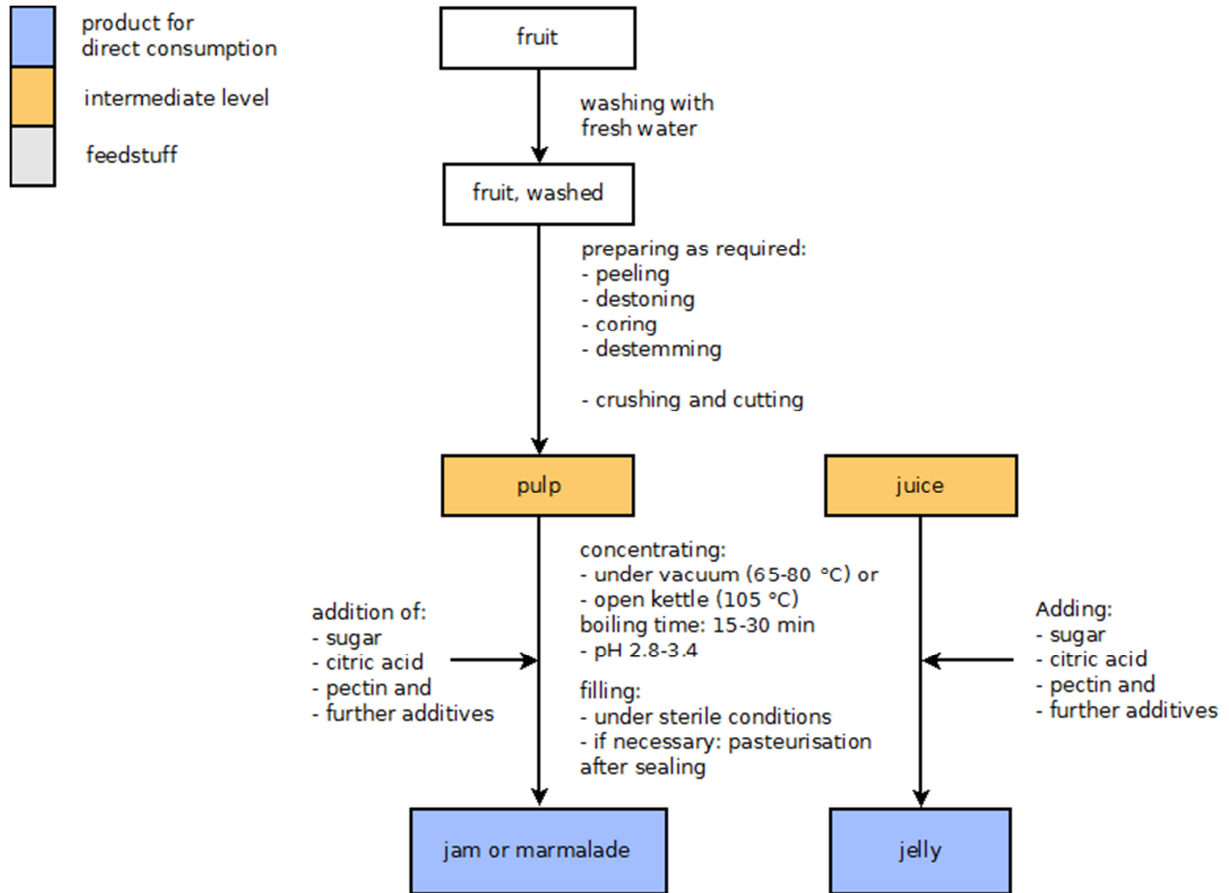 product for
direct consumption
intermediate level
feedstuff
fruit
washing with
fresh water
fruit, washed
preparing as required:
- peeling
- destoning
- coring
- destemming
- crushing and cutting
pulp
juice
concentrating:
- under vacuum (65-80 °C) or
- open kettle (105 °C)
boiling time: 15-30 min
- pH 2.8-3.4
addition of:
- sugar
- citric acid
- pectin and
- further additives
filling:
- under sterile conditions
- if necessary: pasteurisation
after sealing
Adding:
- sugar
- citric acid
- pectin and
- further additives
jam or marmalade
jelly